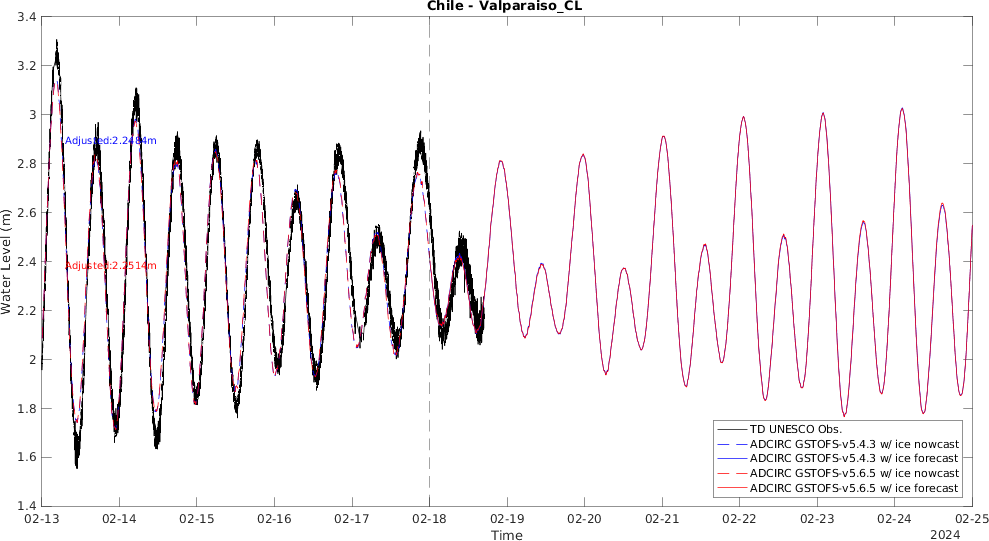 Chile - Valparaiso_CL
3.4
3.2
3
2.8
2.6
2.4
2.2
2
1.8
1.6
1.4
Water Level (m)
Adjusted:2.2484m
Adjusted:2.2514m
TD UNESCO Obs.
ADCIRC GSTOFS-v5.4.3 w/ ice nowcast
ADCIRC GSTOFS-v5.4.3 w/ ice forecast
ADCIRC GSTOFS-v5.6.5 w/ ice nowcast
ADCIRC GSTOFS-v5.6.5 w/ ice forecast
02-13 02-14 02-15 02-16 02-17 02-18 02-19 02-20 02-21 02-22 02-23 02-24 02-25
Time
2024